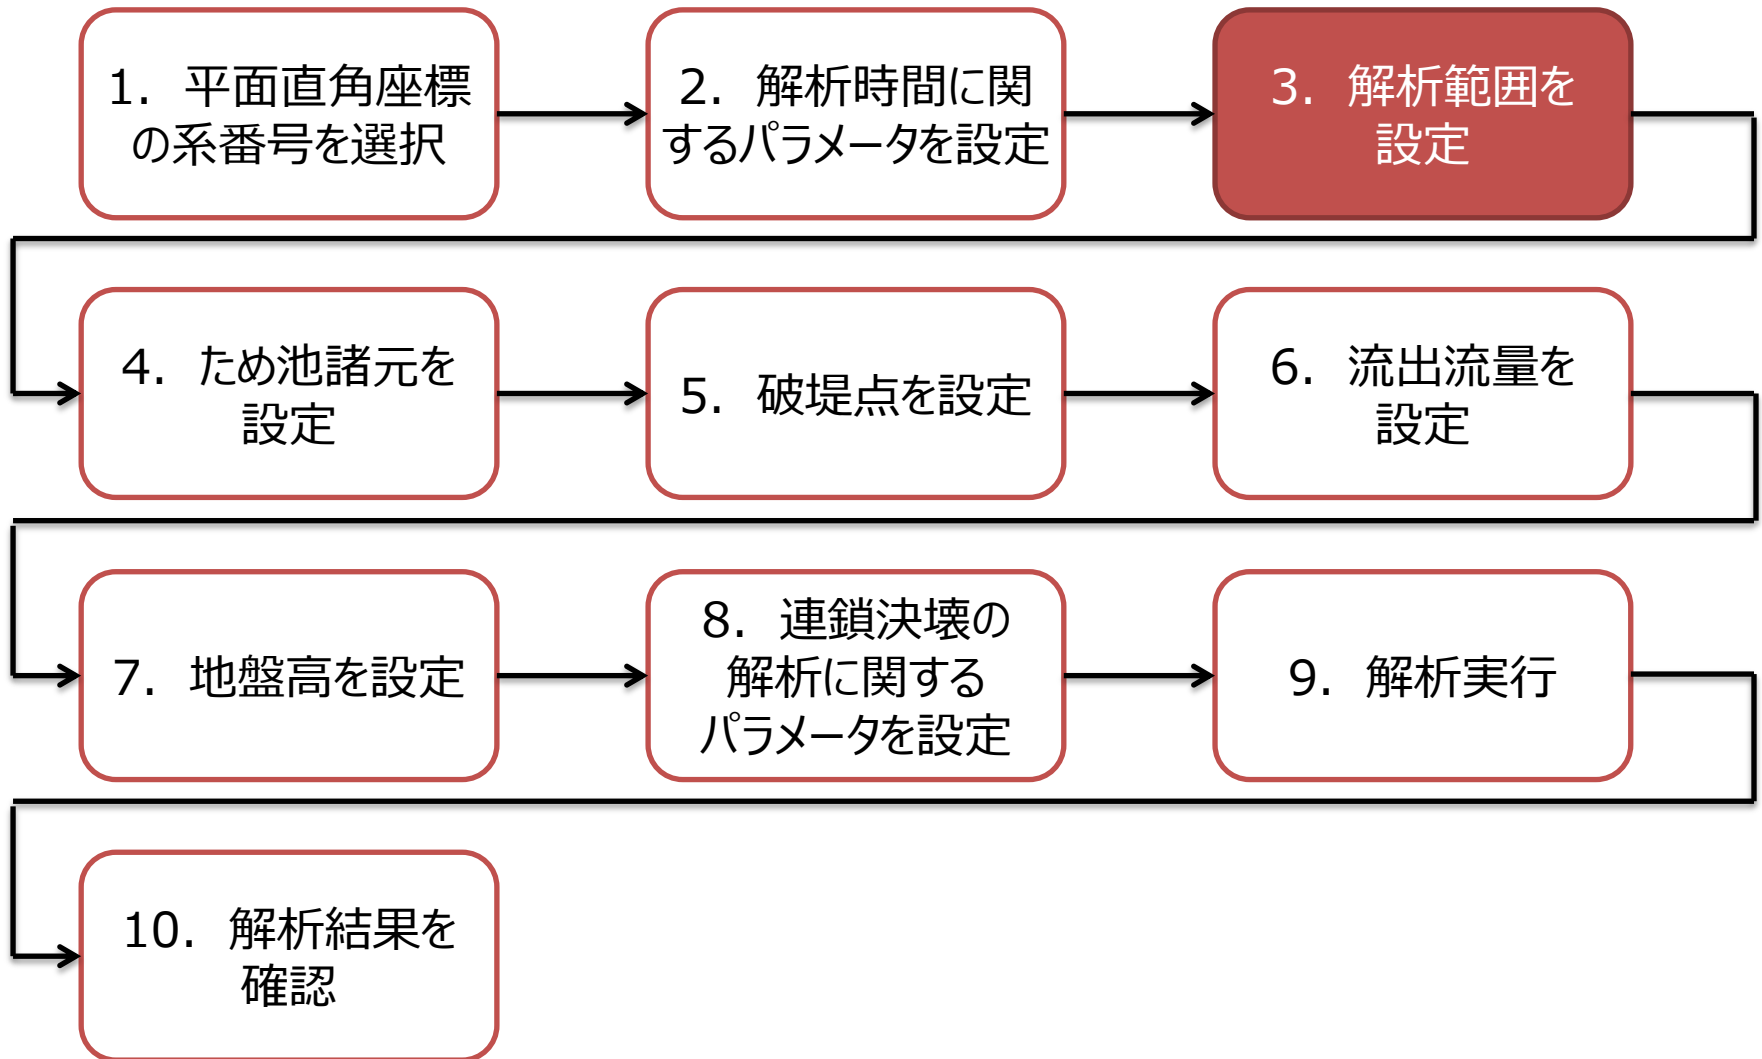 1. 平面直角座標
の系番号を選択
2. 解析時間に関
するパラメータを設定
3. 解析範囲を
設定
4. ため池諸元を
設定
5. 破堤点を設定
6. 流出流量を
設定
7. 地盤高を設定
8. 連鎖決壊の
解析に関する
パラメータを設定
9. 解析実行
10. 解析結果を
確認